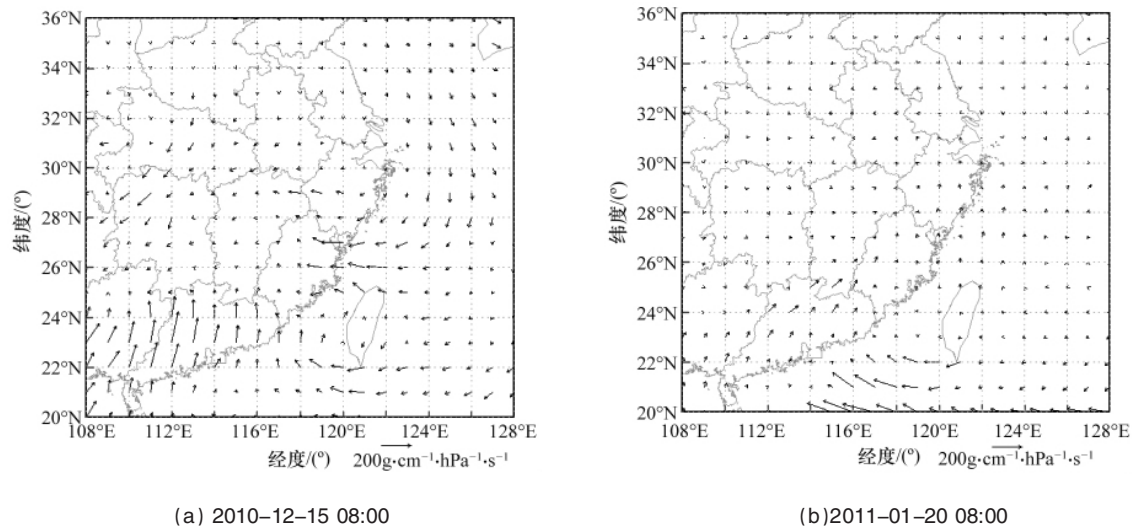 36°N
34°N
32°N
30°N
28°N
26°N
24°N
22°N
20°N
纬度/(º)
108°E 112°E 116°E 120°E 124°E 128°E
经度/(º) 200g·cm⁻¹·hPa⁻¹·s⁻¹
(a) 2010-12-15 08:00
36°N
34°N
32°N
30°N
28°N
26°N
24°N
22°N
20°N
纬度/(º)
108°E 112°E 116°E 120°E 124°E 128°E
经度/(º) 200g·cm⁻¹·hPa⁻¹·s⁻¹
(b)2011-01-20 08:00